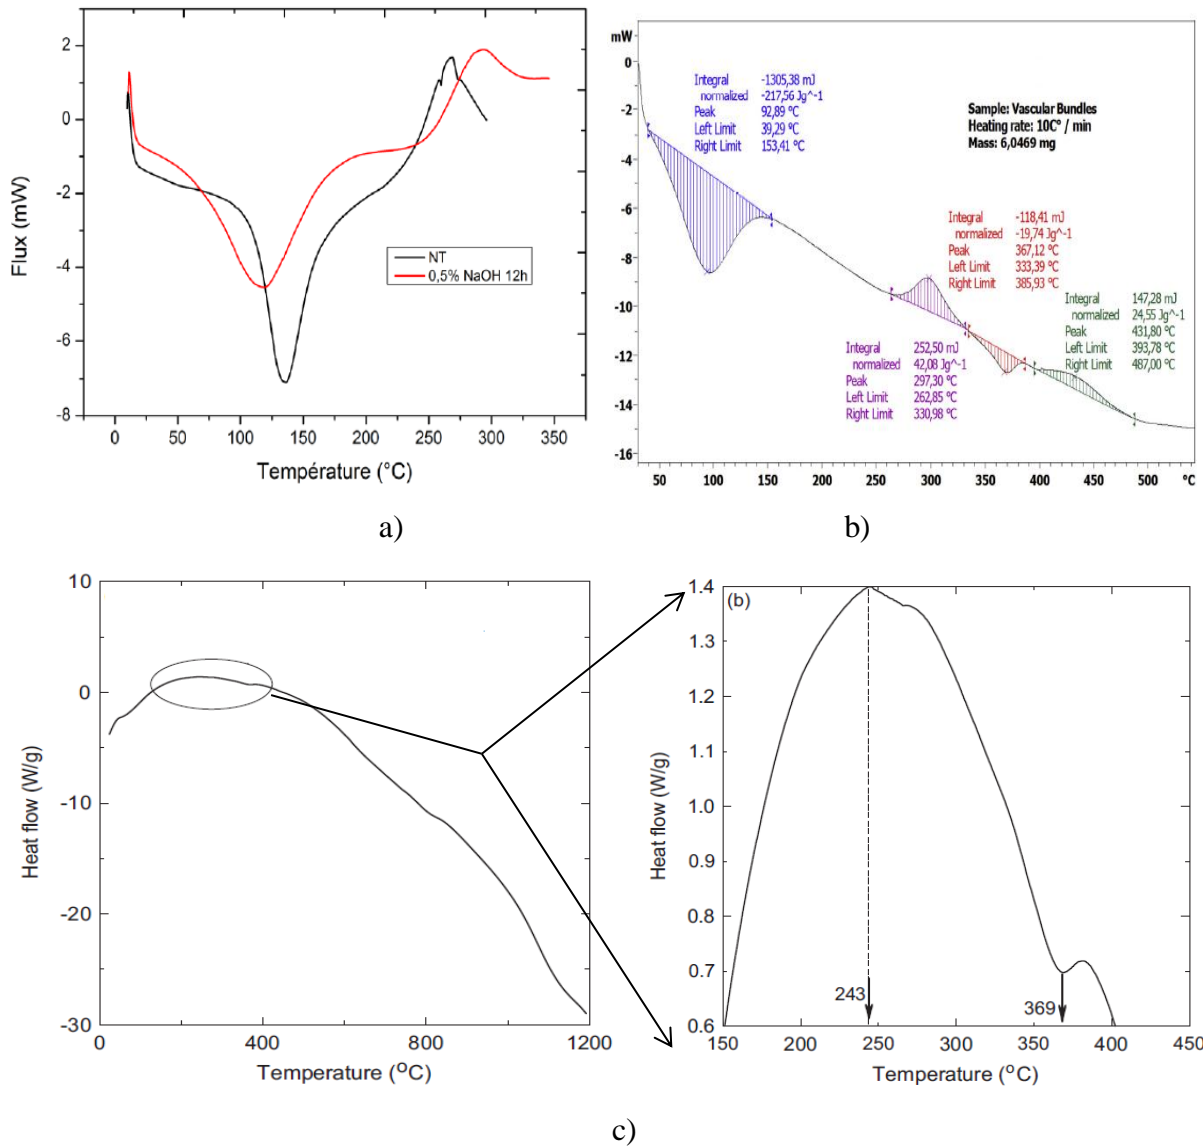 2
0
-2
-4
-6
-8
Flux (mW)
NT
0,5% NaOH 12h
0 50 100 150 200 250 300 350
Température (°C)
a)
mW
0
-2
-4
-6
-8
-10
-12
-14
-16
Integral -1305,38 mJ
normalized -217,56 Jg^-1
Peak 92,89 °C
Left Limit 39,29 °C
Right Limit 153,41 °C
Sample: Vascular Bundles
Heating rate: 10C° / min
Mass: 6,0469 mg
Integral -118,41 mJ
normalized -19,74 Jg^-1
Peak 367,12 °C
Left Limit 333,39 °C
Right Limit 385,93 °C
Integral 147,28 mJ
normalized 24,55 Jg^-1
Peak 431,80 °C
Left Limit 393,78 °C
Right Limit 487,00 °C
Integral 252,50 mJ
normalized 42,08 Jg^-1
Peak 297,30 °C
Left Limit 262,85 °C
Right Limit 330,98 °C
50 100 150 200 250 300 350 400 450 500 °C
b)
10
0
-10
-20
-30
Heat flow (W/g)
0 400 800 1200
Temperature (°C)
(b)
1.4
1.3
1.2
1.1
1.0
0.9
0.8
0.7
0.6
Heat flow (W/g)
243
369
150 200 250 300 350 400 450
Temperature (°C)
c)